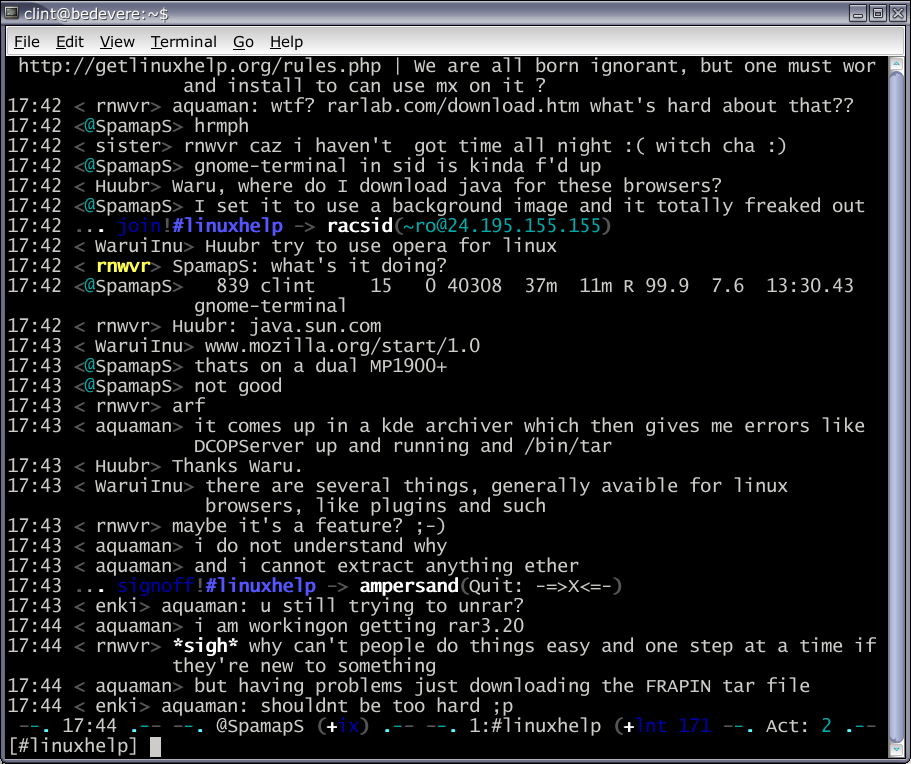 clint@bedevere:~$
File Edit View Terminal Go Help
http://getlinuxhelp.org/rules.php | We are all born ignorant, but one must wor
and install to can use mx on it ?
17:42 < rnwvr> aquaman: wtf? rarlab.com/download.htm what's hard about that??
17:42 <@SpamapS> hrmph
17:42 < sister> rnwvr caz i haven't  got time all night :( witch cha :)
17:42 <@SpamapS> gnome-terminal in sid is kinda f'd up
17:42 < Huubr> Waru, where do I download java for these browsers?
17:42 <@SpamapS> I set it to use a background image and it totally freaked out
17:42 ... join!#linuxhelp -> racsid(~ro@24.195.155.155)
17:42 < WaruiInu> Huubr try to use opera for linux
17:42 < rnwvr> SpamapS: what's it doing?
17:42 <@SpamapS>   839 clint     15   0 40308  37m  11m R 99.9  7.6  13:30.43
gnome-terminal
17:42 < rnwvr> Huubr: java.sun.com
17:43 < WaruiInu> www.mozilla.org/start/1.0
17:43 <@SpamapS> thats on a dual MP1900+
17:43 <@SpamapS> not good
17:43 < rnwvr> arf
17:43 < aquaman> it comes up in a kde archiver which then gives me errors like
DCOPServer up and running and /bin/tar
17:43 < Huubr> Thanks Waru.
17:43 < WaruiInu> there are several things, generally avaible for linux
browsers, like plugins and such
17:43 < rnwvr> maybe it's a feature? ;-)
17:43 < aquaman> i do not understand why
17:43 < aquaman> and i cannot extract anything ether
17:43 ... signoff!#linuxhelp -> ampersand(Quit: -=>X<=-)
17:43 < enki> aquaman: u still trying to unrar?
17:44 < aquaman> i am workingon getting rar3.20
17:44 < rnwvr> *sigh* why can't people do things easy and one step at a time if
they're new to something
17:44 < aquaman> but having problems just downloading the FRAPIN tar file
17:44 < enki> aquaman: shouldnt be too hard ;p
--. 17:44 .-- --. @SpamapS (+ix) .-- --. 1:#linuxhelp (+lnt 171 --. Act: 2 .--
[#linuxhelp]